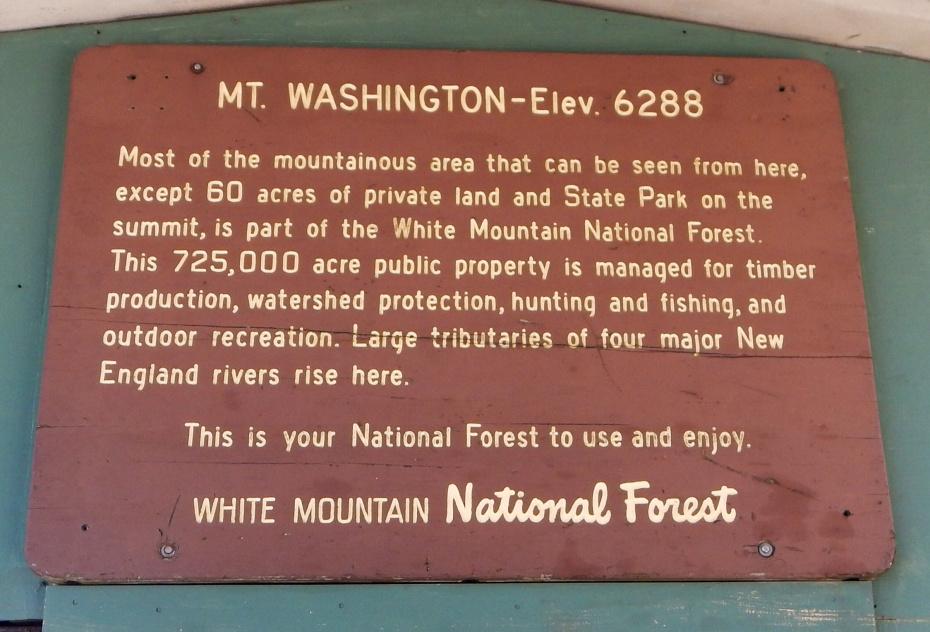 MT. WASHINGTON-Elev. 6288
Most of the mountainous area that can be seen from here,
except 60 acres of private land and State Park on the
summit, is part of the White Mountain National Forest.
This 725,000 acre public property is managed for timber
production, watershed protection, hunting and fishing, and
outdoor recreation. Large tributaries of four major New
England rivers rise here.
This is your National Forest to use and enjoy.
WHITE MOUNTAIN National Forest